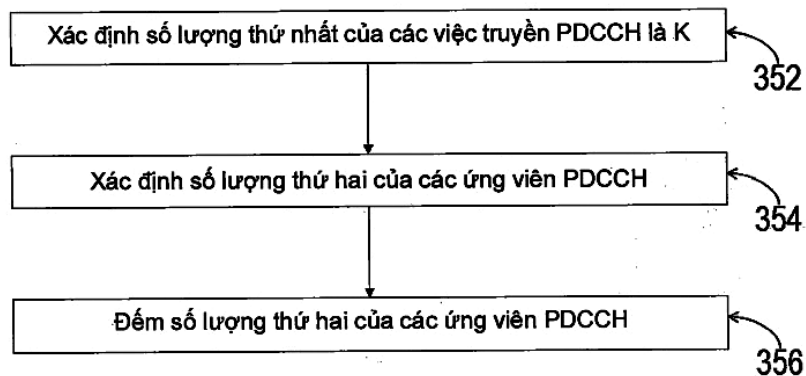 Xác định số lượng thứ nhất của các việc truyền PDCCH là K
352
Xác định số lượng thứ hai của các ứng viên PDCCH
354
Đếm số lượng thứ hai của các ứng viên PDCCH
356